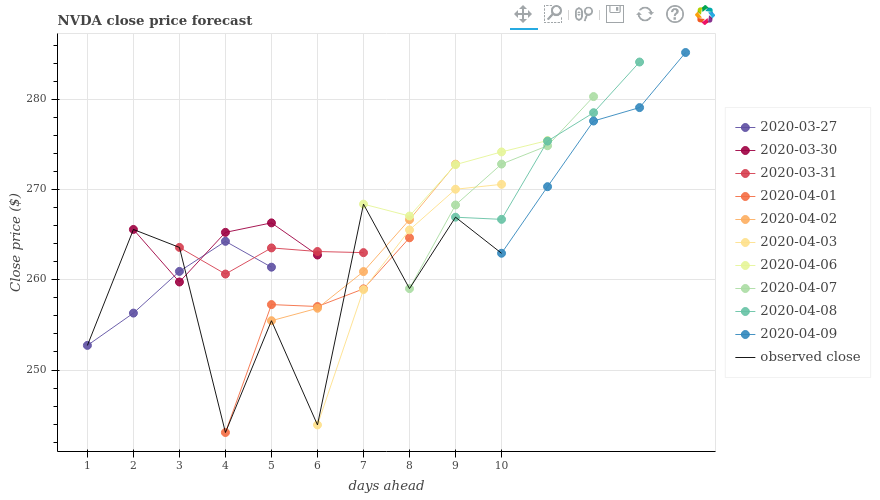 NVDA close price forecast
280
270
260
250
Close price ($)
1 2 3 4 5 6 7 8 9 10
days ahead
2020-03-27
2020-03-30
2020-03-31
2020-04-01
2020-04-02
2020-04-03
2020-04-06
2020-04-07
2020-04-08
2020-04-09
observed close